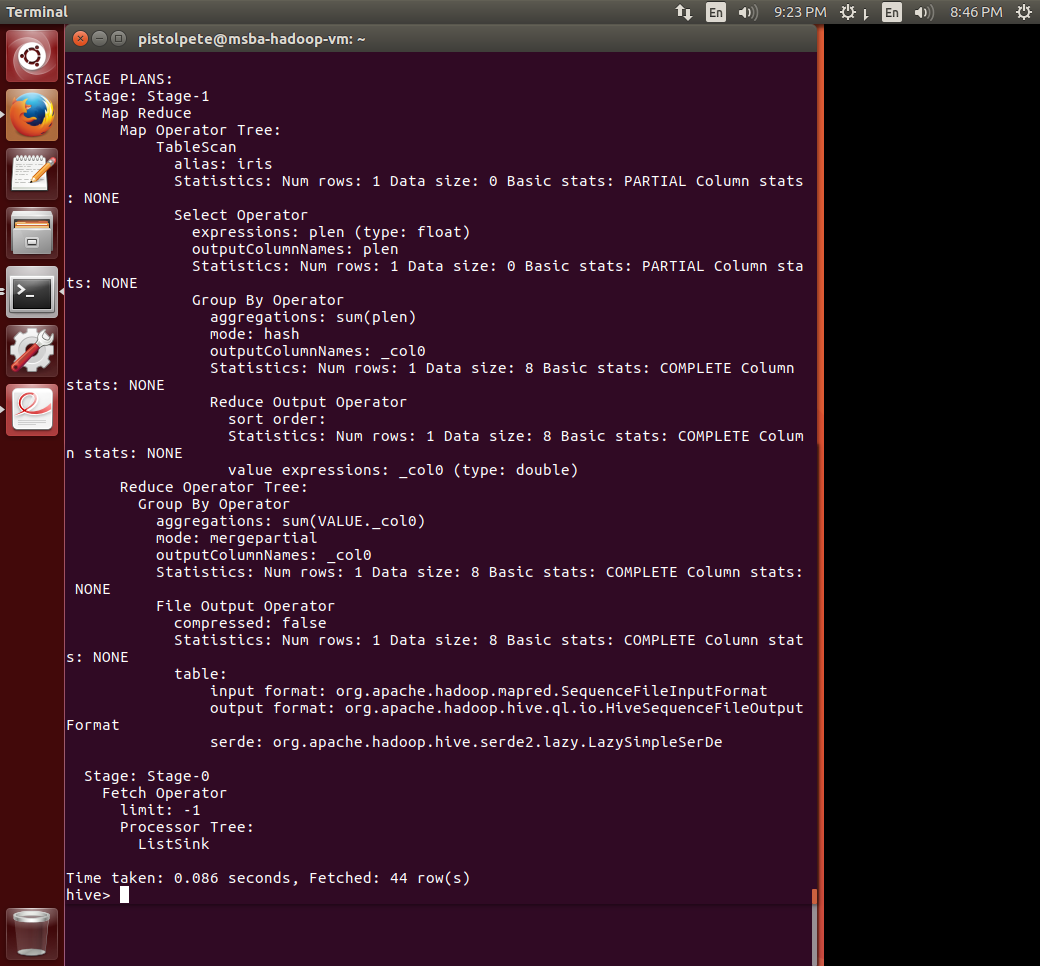 Terminal
En 9:23 PM En 8:46 PM
pistolpete@msba-hadoop-vm: ~
STAGE PLANS:
  Stage: Stage-1
    Map Reduce
      Map Operator Tree:
          TableScan
            alias: iris
            Statistics: Num rows: 1 Data size: 0 Basic stats: PARTIAL Column stats
: NONE
            Select Operator
              expressions: plen (type: float)
              outputColumnNames: plen
              Statistics: Num rows: 1 Data size: 0 Basic stats: PARTIAL Column sta
ts: NONE
              Group By Operator
                aggregations: sum(plen)
                mode: hash
                outputColumnNames: _col0
                Statistics: Num rows: 1 Data size: 8 Basic stats: COMPLETE Column
stats: NONE
                Reduce Output Operator
                  sort order:
                  Statistics: Num rows: 1 Data size: 8 Basic stats: COMPLETE Colum
n stats: NONE
                  value expressions: _col0 (type: double)
      Reduce Operator Tree:
        Group By Operator
          aggregations: sum(VALUE._col0)
          mode: mergepartial
          outputColumnNames: _col0
          Statistics: Num rows: 1 Data size: 8 Basic stats: COMPLETE Column stats:
 NONE
          File Output Operator
            compressed: false
            Statistics: Num rows: 1 Data size: 8 Basic stats: COMPLETE Column stat
s: NONE
            table:
                input format: org.apache.hadoop.mapred.SequenceFileInputFormat
                output format: org.apache.hadoop.hive.ql.io.HiveSequenceFileOutput
Format
                serde: org.apache.hadoop.hive.serde2.lazy.LazySimpleSerDe
  Stage: Stage-0
    Fetch Operator
      limit: -1
      Processor Tree:
        ListSink
Time taken: 0.086 seconds, Fetched: 44 row(s)
hive>